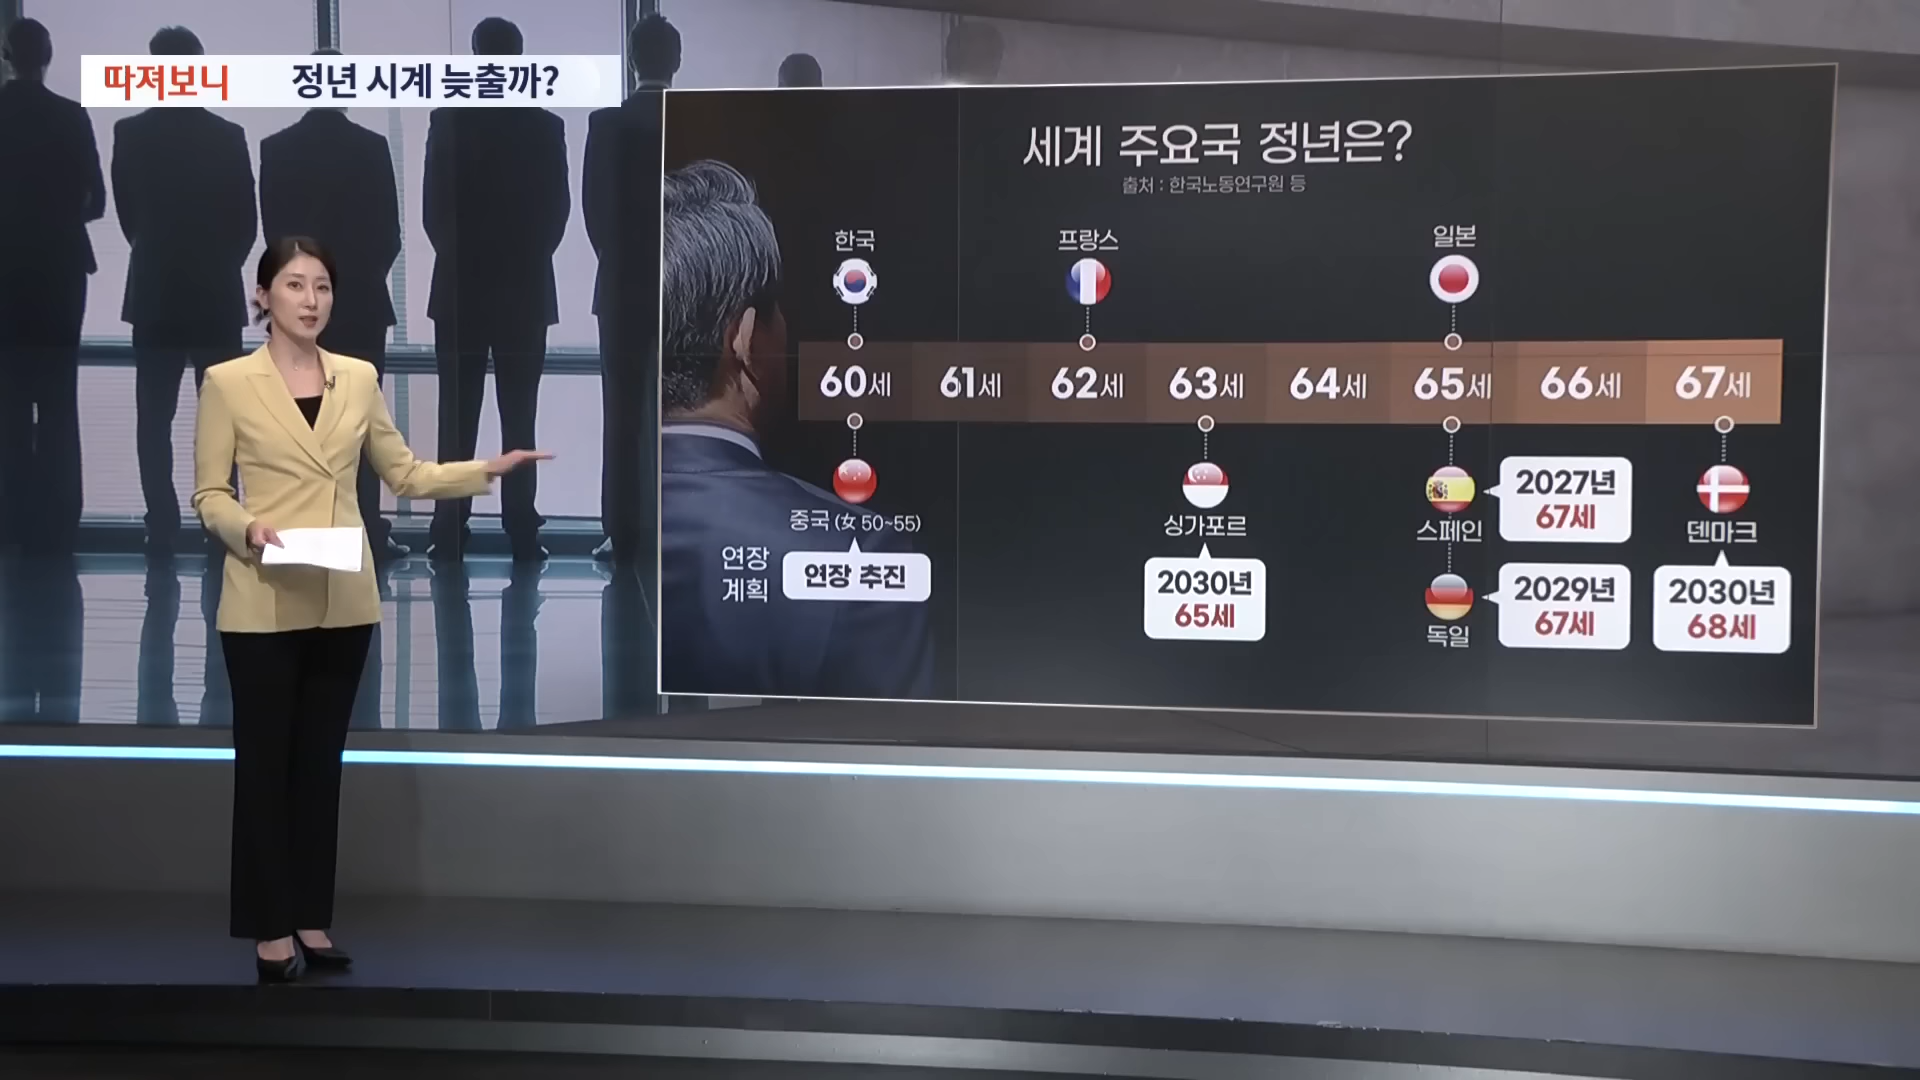 따져보니 정년 시계 늦출까?
세계 주요국 정년은?
출처 : 한국노동연구원 등
한국
프랑스
일본
60세 61세 62세 63세 64세 65세 66세 67세
중국 (女 50~55)
연장 계획
연장 추진
싱가포르
2030년
65세
스페인
2027년
67세
독일
2029년
67세
덴마크
2030년
68세